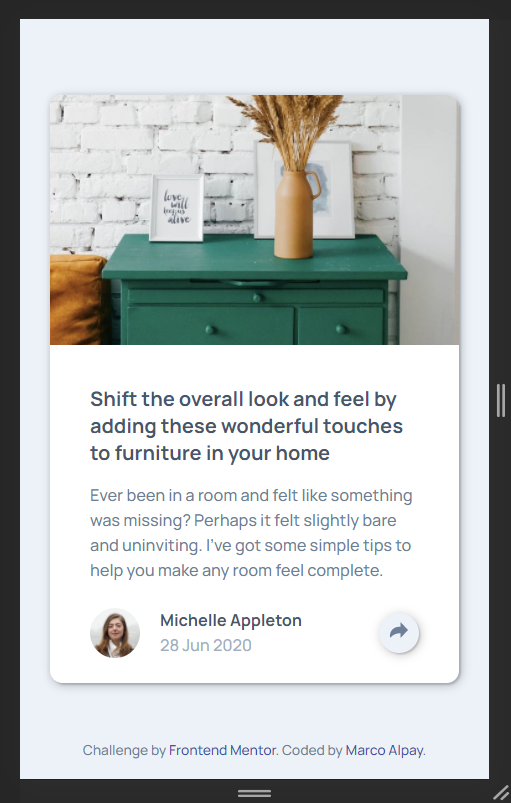 love
will
keep us
alive
Shift the overall look and feel by
adding these wonderful touches
to furniture in your home
Ever been in a room and felt like something
was missing? Perhaps it felt slightly bare
and uninviting. I've got some simple tips to
help you make any room feel complete.
Michelle Appleton
28 Jun 2020
Challenge by Frontend Mentor. Coded by Marco Alpay.